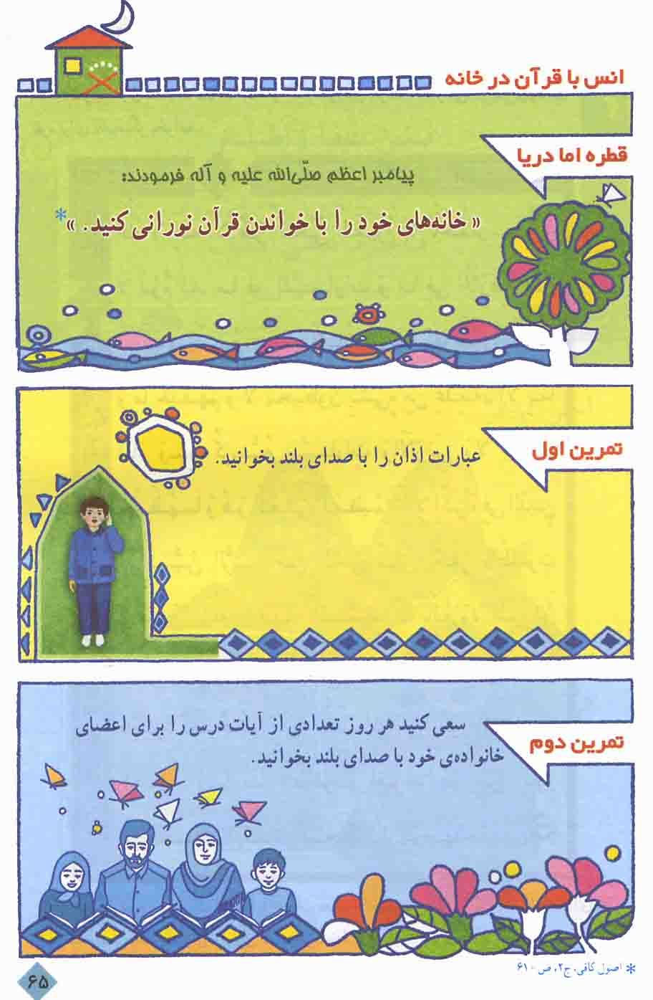 انس با قرآن در خانه
قطره اما دریا
پیامبر اعظم صلّی‌الله علیه و آله فرمودند:
« خانه‌های خود را با خواندن قرآن نورانی کنید. »*
تمرین اول
عبارات اذان را با صدای بلند بخوانید.
تمرین دوم
سعی کنید هر روز تعدادی از آیات درس را برای اعضای
خانواده‌ی خود با صدای بلند بخوانید.
* اصول کافی، ج۲، ص ۶۱۰
۶۵